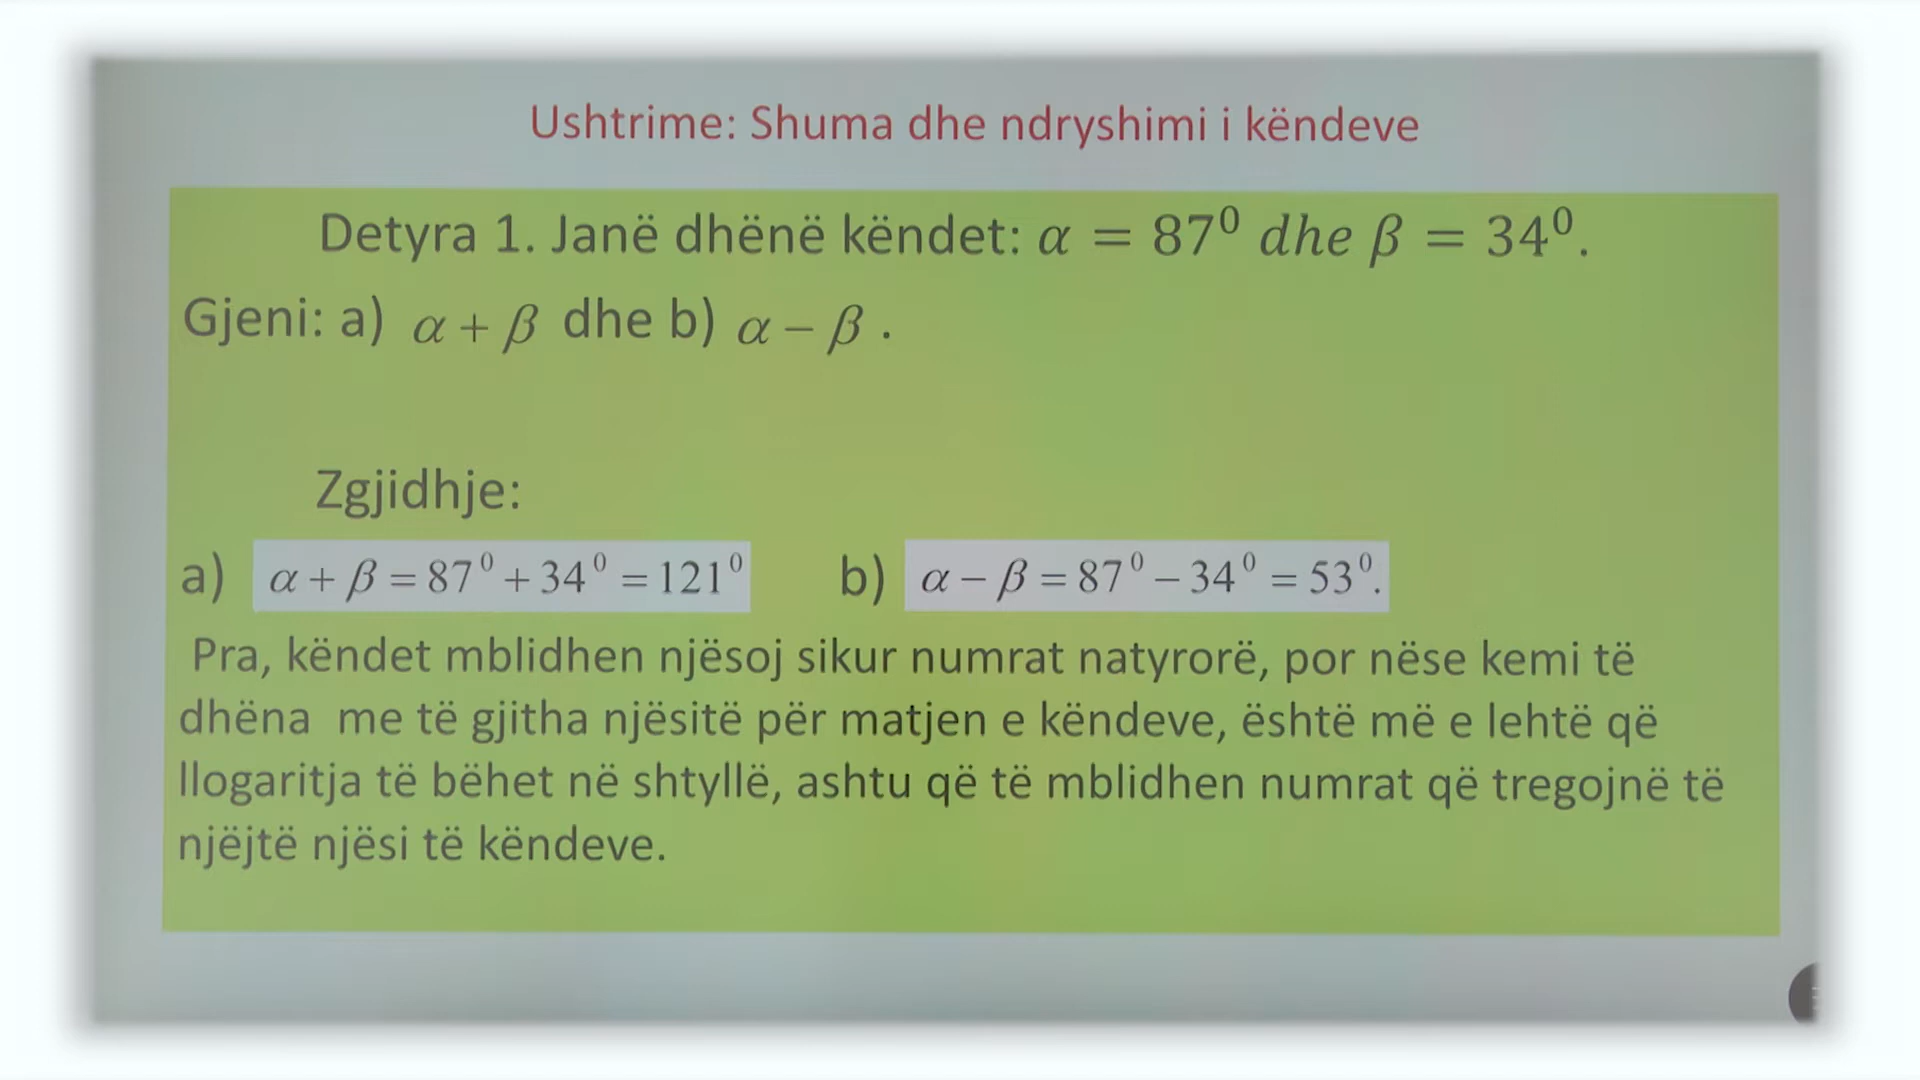 Ushtrime: Shuma dhe ndryshimi i këndeve
Detyra 1. Janë dhënë këndet: α = 87⁰ dhe β = 34⁰.
Gjeni: a) α + β dhe b) α – β .
Zgjidhje:
a) α + β = 87⁰ + 34⁰ = 121⁰ b) α – β = 87⁰ – 34⁰ = 53⁰.
Pra, këndet mblidhen njësoj sikur numrat natyrorë, por nëse kemi të
dhëna me të gjitha njësitë për matjen e këndeve, është më e lehtë që
llogaritja të bëhet në shtyllë, ashtu që të mblidhen numrat që tregojnë të
njëjtë njësi të këndeve.